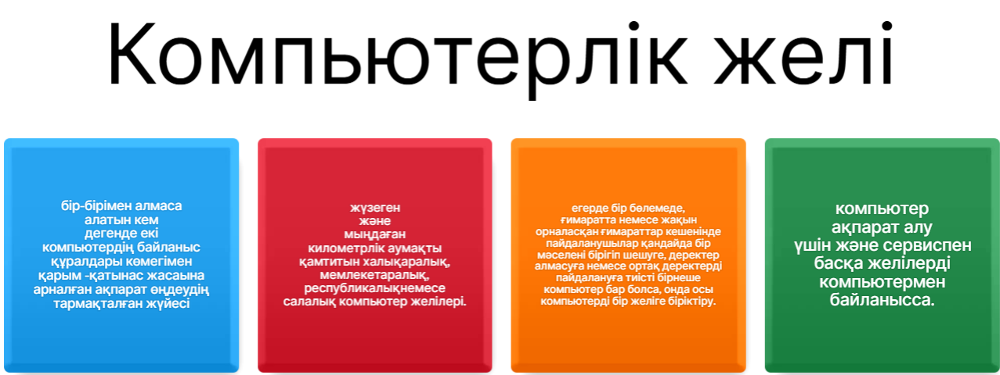 Компьютерлік желі
бір-бірімен алмаса
алатын кем
дегенде екі
компьютердің байланыс
құралдары көмегімен
қарым -қатынас жасаына
арналған ақпарат өңдеудің
тармақталған жүйесі
жүзеген
және
мыңдаған
километрлік аумақты
қамтитын халықаралық,
мемлекетаралық,
республикалықнемесе
салалық компьютер желілері.
егерде бір бөлемеде,
ғимаратта немесе жақын
орналасқан ғимараттар кешенінде
пайдаланушылар қандайда бір
мәселені бірігіп шешуге, деректер
алмасуға немесе ортақ деректерді
пайдалануға тиісті бірнеше
компьютер бар болса, онда осы
компьютерді бір желіге біріктіру.
компьютер
ақпарат алу
үшін және сервиспен
басқа желілерді
компьютермен
байланысса.